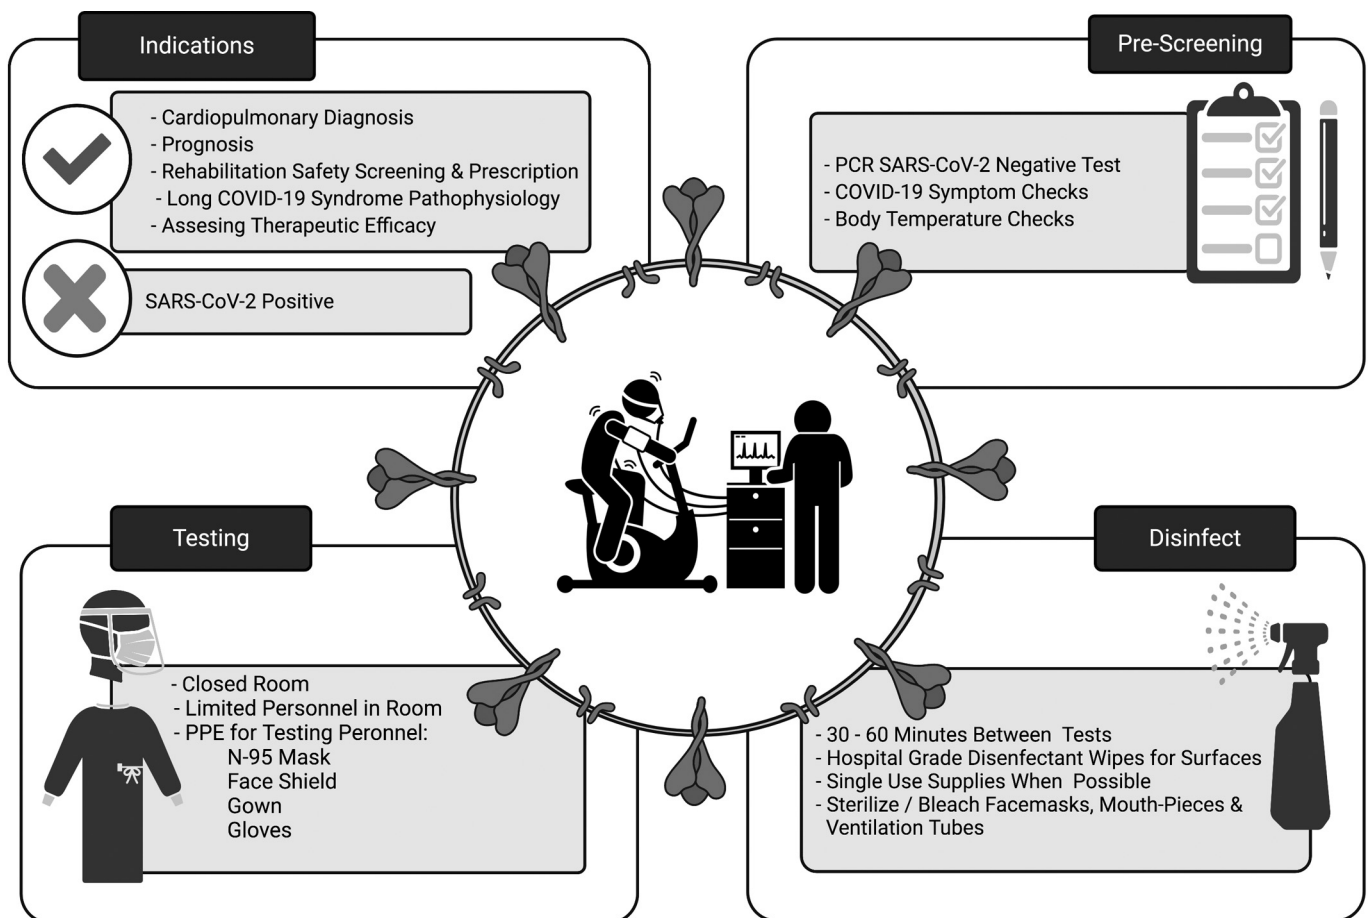 Indications
- Cardiopulmonary Diagnosis
- Prognosis
- Rehabilitation Safety Screening & Prescription
- Long COVID-19 Syndrome Pathophysiology
- Assesing Therapeutic Efficacy
SARS-CoV-2 Positive
Pre-Screening
- PCR SARS-CoV-2 Negative Test
- COVID-19 Symptom Checks
- Body Temperature Checks
Testing
- Closed Room
- Limited Personnel in Room
- PPE for Testing Peronnel:
N-95 Mask
Face Shield
Gown
Gloves
Disinfect
- 30 - 60 Minutes Between Tests
- Hospital Grade Disenfectant Wipes for Surfaces
- Single Use Supplies When Possible
- Sterilize / Bleach Facemasks, Mouth-Pieces &
Ventilation Tubes